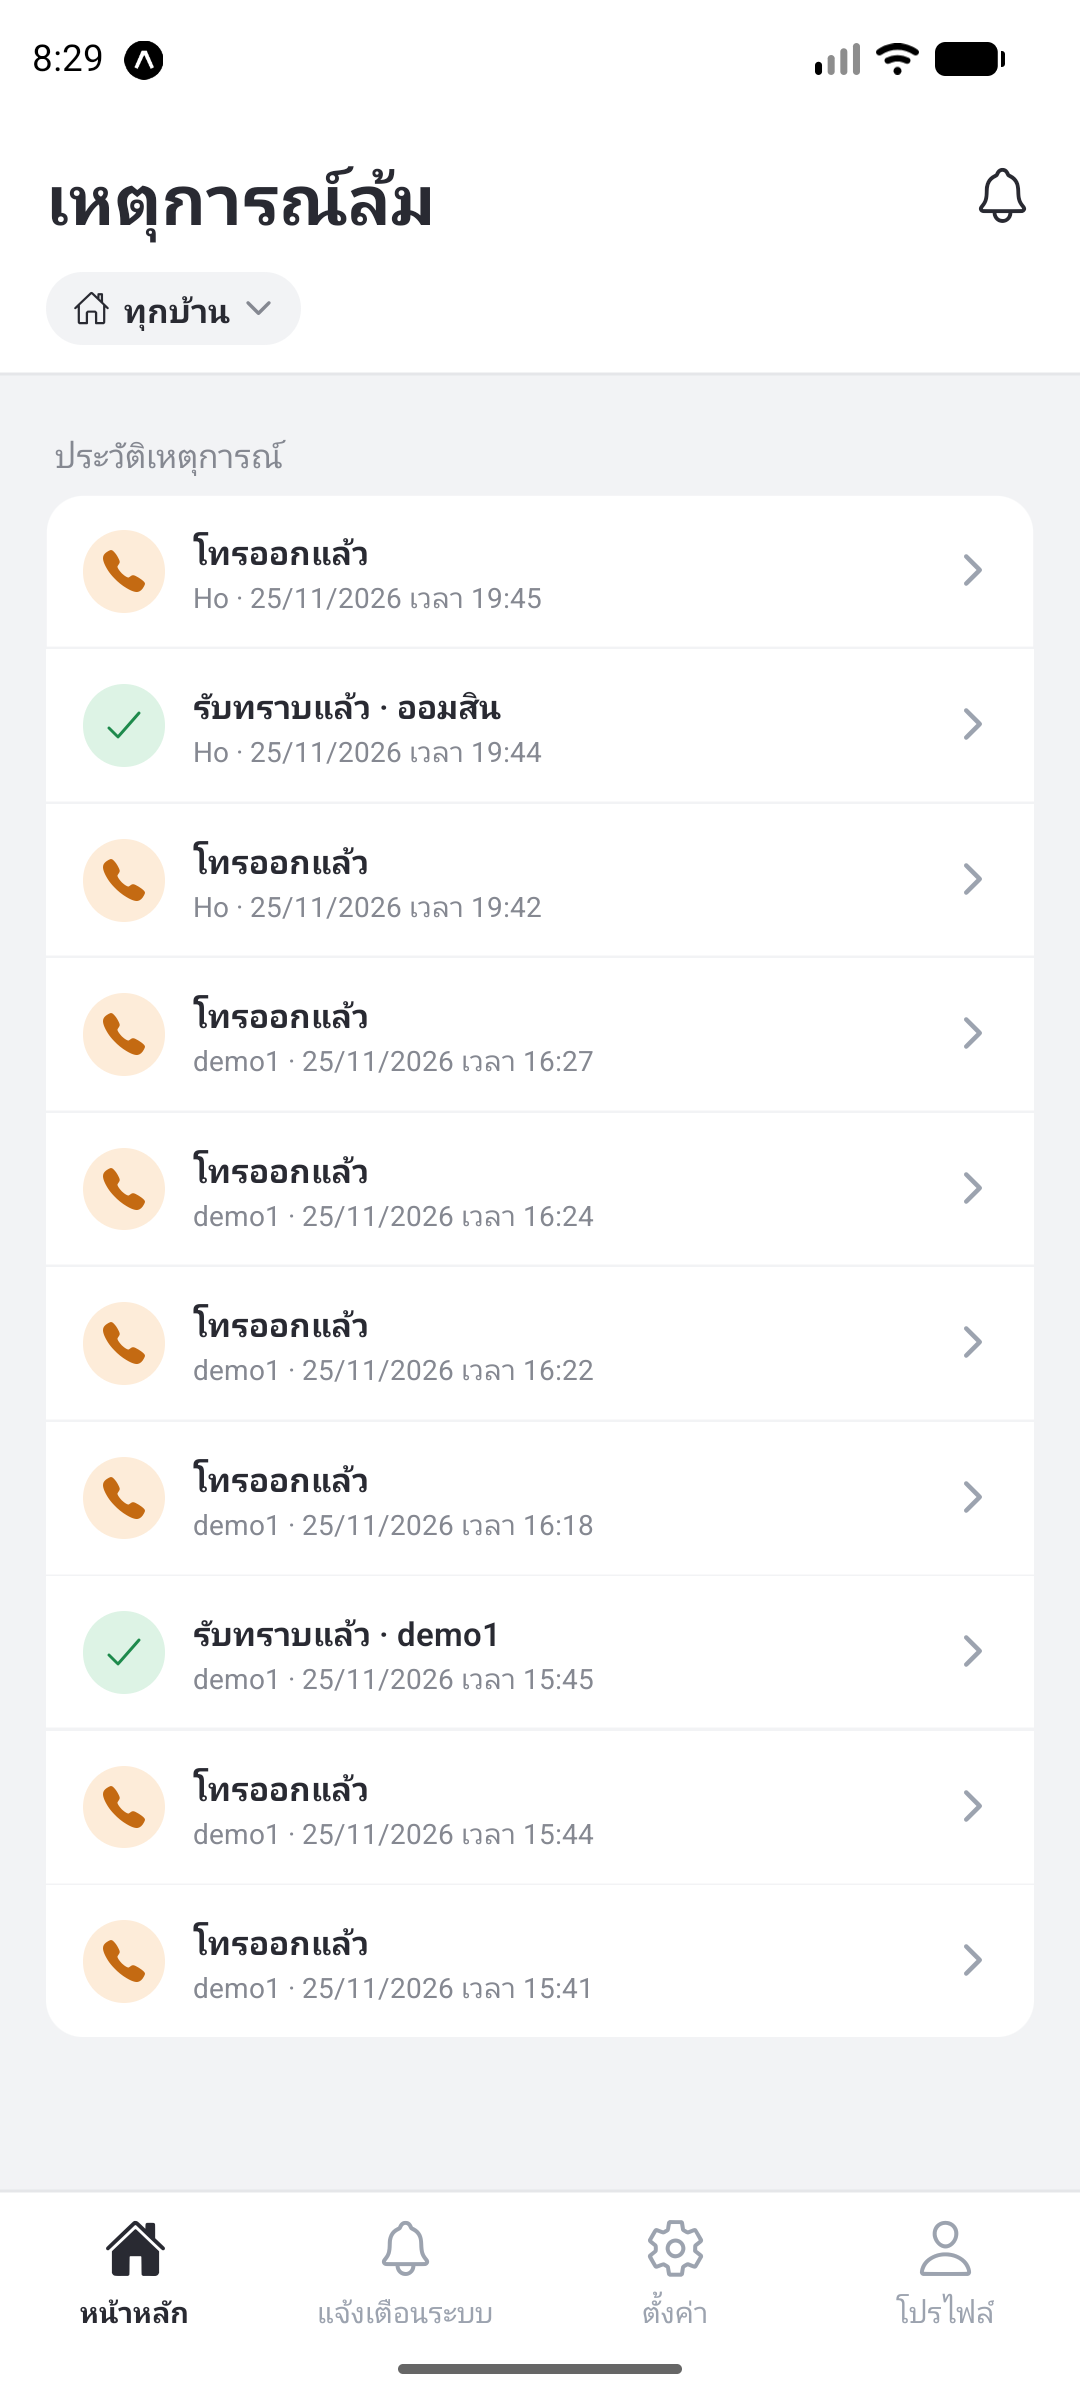 8:29
เหตุการณ์ล้ม
ทุกบ้าน
ประวัติเหตุการณ์
โทรออกแล้ว
Ho · 25/11/2026 เวลา 19:45
รับทราบแล้ว · ออมสิน
Ho · 25/11/2026 เวลา 19:44
โทรออกแล้ว
Ho · 25/11/2026 เวลา 19:42
โทรออกแล้ว
demo1 · 25/11/2026 เวลา 16:27
โทรออกแล้ว
demo1 · 25/11/2026 เวลา 16:24
โทรออกแล้ว
demo1 · 25/11/2026 เวลา 16:22
โทรออกแล้ว
demo1 · 25/11/2026 เวลา 16:18
รับทราบแล้ว · demo1
demo1 · 25/11/2026 เวลา 15:45
โทรออกแล้ว
demo1 · 25/11/2026 เวลา 15:44
โทรออกแล้ว
demo1 · 25/11/2026 เวลา 15:41
หน้าหลัก
แจ้งเตือนระบบ
ตั้งค่า
โปรไฟล์